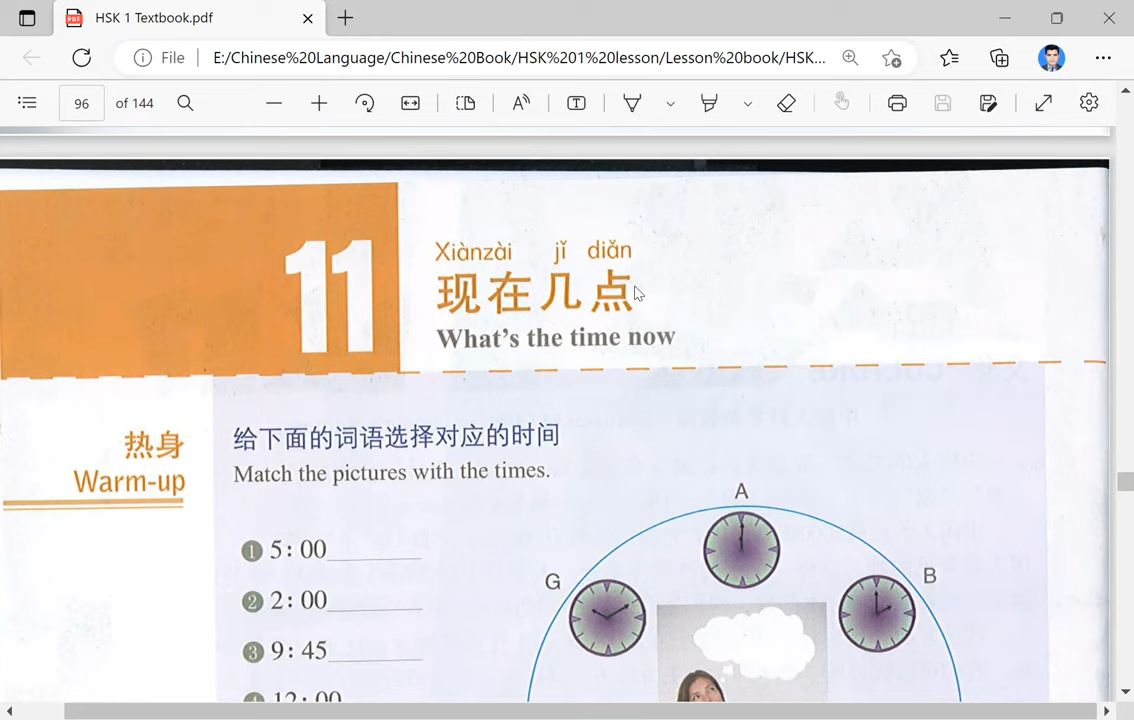 HSK 1 Textbook.pdf
File
E:/Chinese%20Language/Chinese%20Book/HSK%201%20lesson/Lesson%20book/HSK...
96 of 144
11
Xiànzài jǐ diǎn
现在几点
What's the time now
热身
Warm-up
给下面的词语选择对应的时间
Match the pictures with the times.
1 5:00
2 2:00
3 9:45
4 12:00
A
G
B